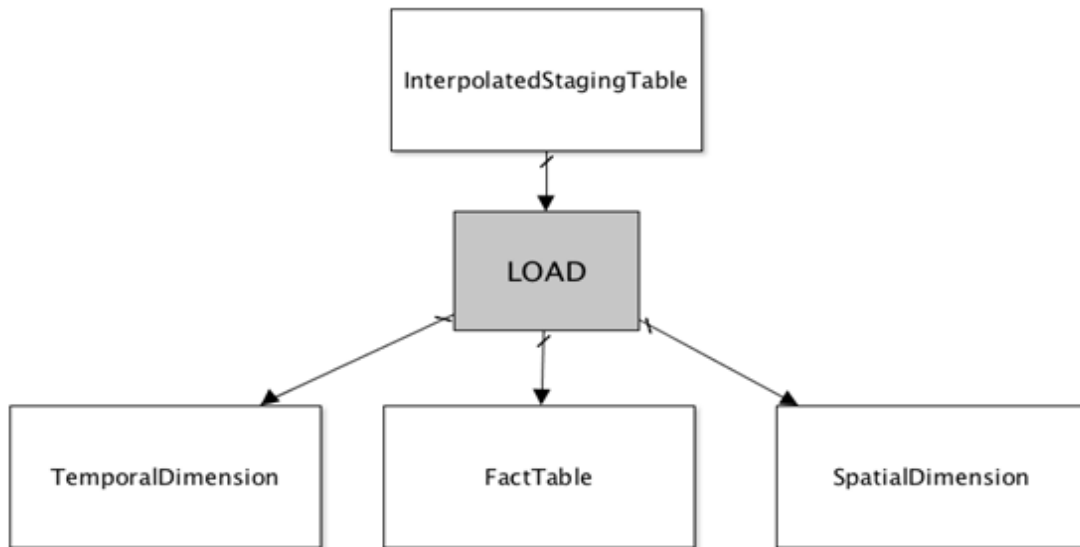 InterpolatedStagingTable
LOAD
TemporalDimension
FactTable
SpatialDimension